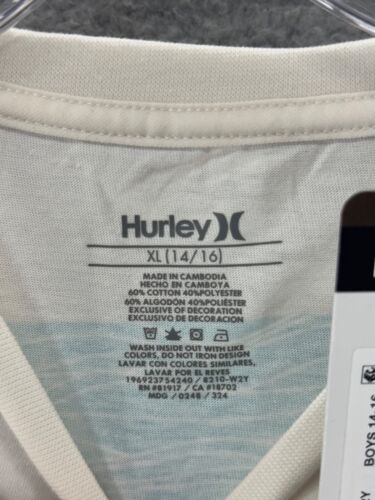 Hurley
XL (14/16)
MADE IN CAMBODIA
HECHO EN CAMBOYA
60% COTTON 40%POLYESTER
60% ALGODÓN 40%POLIÉSTER
EXCLUSIVE OF DECORATION
EXCLUSIVO DE DECORACION
WASH INSIDE OUT WITH LIKE
COLORS, DO NOT IRON DESIGN
LAVAR CON COLORES SIMILARES,
LAVAR POR EL REVES
196923754240 / 8210-W2Y
RN #81917 / CA #18702
MDG / 0248 / 324
BOYS 14-16